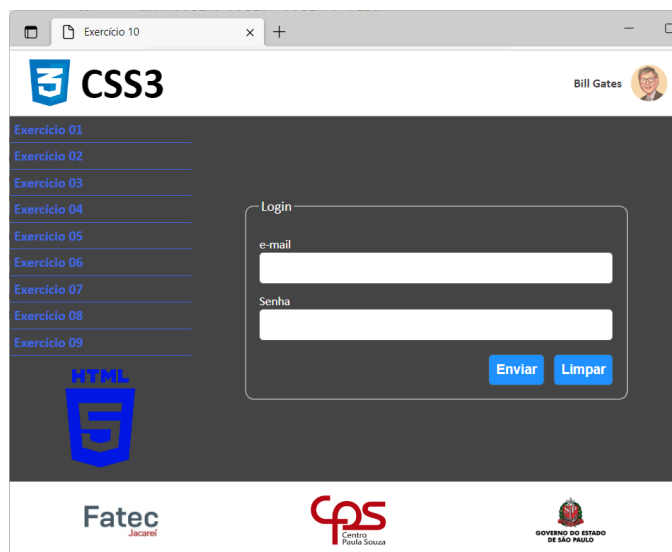 Exercício 10
CSS3
Bill Gates
Exercício 01
Exercício 02
Exercício 03
Exercício 04
Exercício 05
Exercício 06
Exercício 07
Exercício 08
Exercício 09
HTML
5
Login
e-mail
Senha
Enviar Limpar
Fatec
Jacareí
CPS
Centro
Paula Souza
GOVERNO DO ESTADO
DE SÃO PAULO